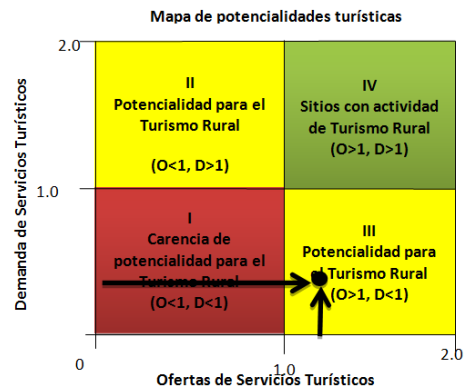 Mapa de potencialidades turísticas
2.0
II
Potencialidad para el
Turismo Rural
(O<1, D>1)
IV
Sitios con actividad
de Turismo Rural
(O>1, D>1)
Demanda de Servicios Turísticos
1.0
I
Carencia de
potencialidad para el
Turismo Rural
(O<1, D<1)
III
Potencialidad para
el Turismo Rural
(O>1, D<1)
0
1.0
2.0
Ofertas de Servicios Turísticos